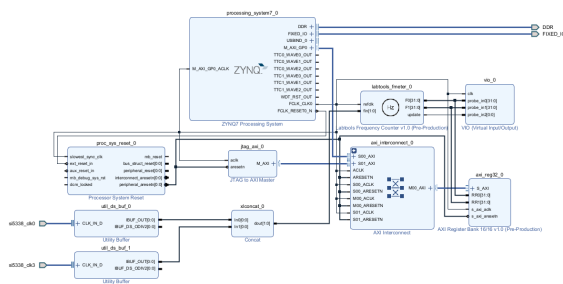 processing_system7_0
DDR
FIXED_IO
USBIND_0
M_AXI_GP0
TTC0_WAVE0_OUT
TTC0_WAVE1_OUT
TTC0_WAVE2_OUT
TTC1_WAVE0_OUT
TTC1_WAVE1_OUT
TTC1_WAVE2_OUT
WDT_RST_OUT
FCLK_CLK0
FCLK_RESET0_N
M_AXI_GP0_ACLK
ZYNQ
ZYNQ7 Processing System
DDR
FIXED_IO
labtools_fmeter_0
refclk
fin[1:0]
Hz
F0[31:0]
F1[31:0]
update
Labtools Frequency Counter v1.0 (Pre-Production)
vio_0
clk
probe_in0[31:0]
probe_in1[31:0]
probe_in2[0:0]
VIO (Virtual Input/Output)
proc_sys_reset_0
slowest_sync_clk
ext_reset_in
aux_reset_in
mb_debug_sys_rst
dcm_locked
mb_reset
bus_struct_reset[0:0]
peripheral_reset[0:0]
interconnect_aresetn[0:0]
peripheral_aresetn[0:0]
Processor System Reset
jtag_axi_0
aclk
aresetn
M_AXI
JTAG to AXI Master
axi_interconnect_0
S00_AXI
S01_AXI
ACLK
ARESETN
S00_ACLK
S00_ARESETN
M00_ACLK
M00_ARESETN
S01_ACLK
S01_ARESETN
M00_AXI
AXI Interconnect
axi_reg32_0
S_AXI
RR0[31:0]
RR1[31:0]
s_axi_aclk
s_axi_aresetn
AXI Register Bank 16/16 v1.0 (Pre-Production)
si5338_clk0
util_ds_buf_0
CLK_IN_D
IBUF_OUT[0:0]
IBUF_DS_ODIV2[0:0]
Utility Buffer
xlconcat_0
In0[0:0]
In1[0:0]
dout[1:0]
Concat
si5338_clk3
util_ds_buf_1
CLK_IN_D
IBUF_OUT[0:0]
IBUF_DS_ODIV2[0:0]
Utility Buffer